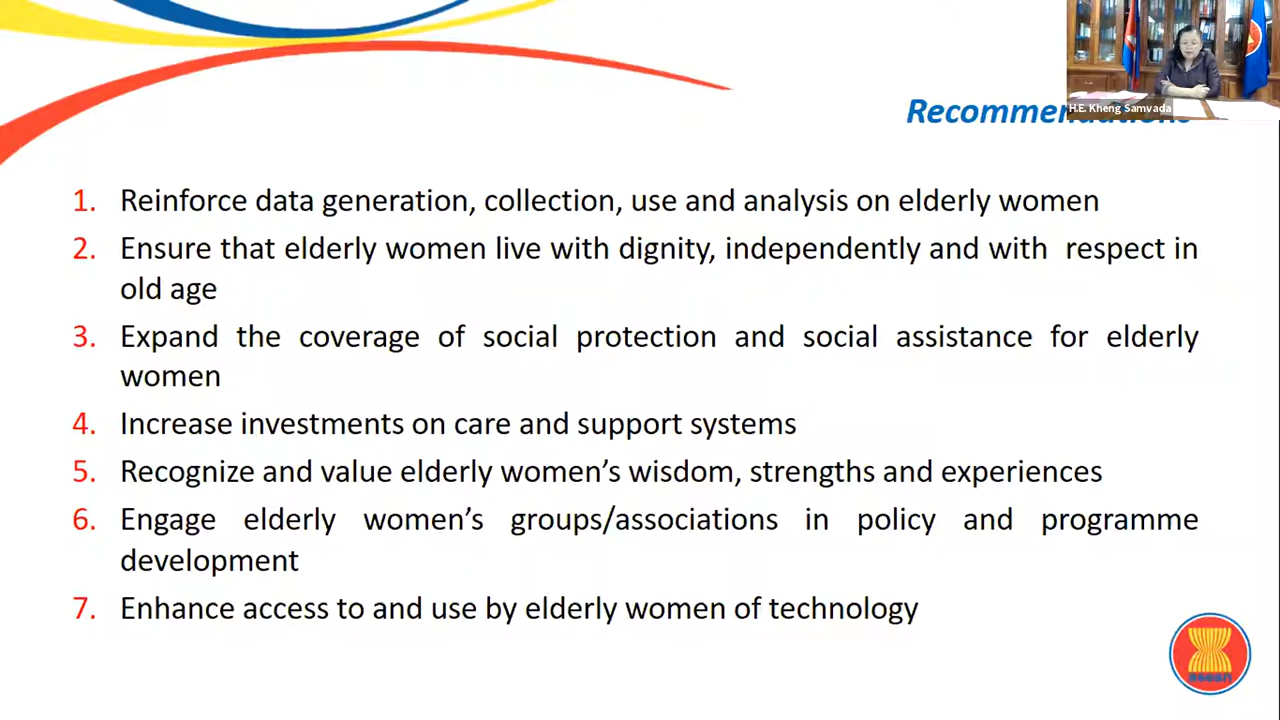 H.E. Kheng Samvada
Recommendations
1. Reinforce data generation, collection, use and analysis on elderly women
2. Ensure that elderly women live with dignity, independently and with respect in
old age
3. Expand the coverage of social protection and social assistance for elderly
women
4. Increase investments on care and support systems
5. Recognize and value elderly women’s wisdom, strengths and experiences
6. Engage elderly women’s groups/associations in policy and programme
development
7. Enhance access to and use by elderly women of technology
asean